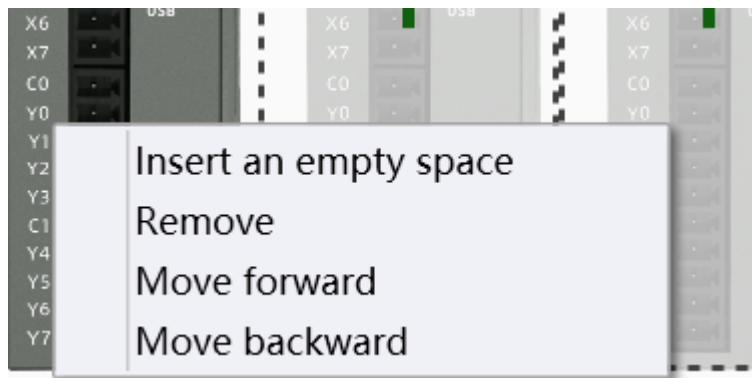 USB
USB
USB
X6
X6
X6
X7
X7
X7
C0
C0
C0
Y0
Y0
Y0
Y1
Y2
Y3
C1
Y4
Y5
Y6
Y7
Insert an empty space
Remove
Move forward
Move backward